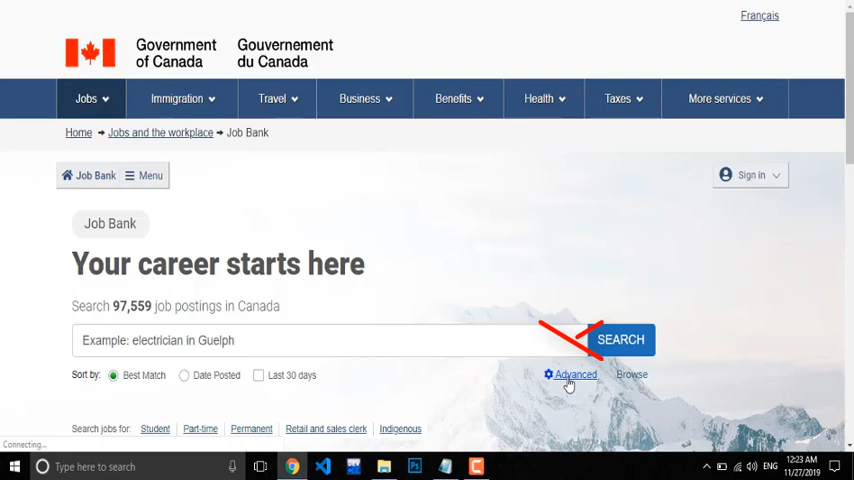 Français
Government of Canada
Gouvernement du Canada
Jobs Immigration Travel Business Benefits Health Taxes More services
Home → Jobs and the workplace → Job Bank
Job Bank Menu Sign in
Job Bank
Your career starts here
Search 97,559 job postings in Canada
Example: electrician in Guelph SEARCH
Sort by: Best Match Date Posted Last 30 days Advanced Browse
Search jobs for: Student Part-time Permanent Retail and sales clerk Indigenous
Connecting...
Type here to search ENG 12:23 AM
11/27/2019